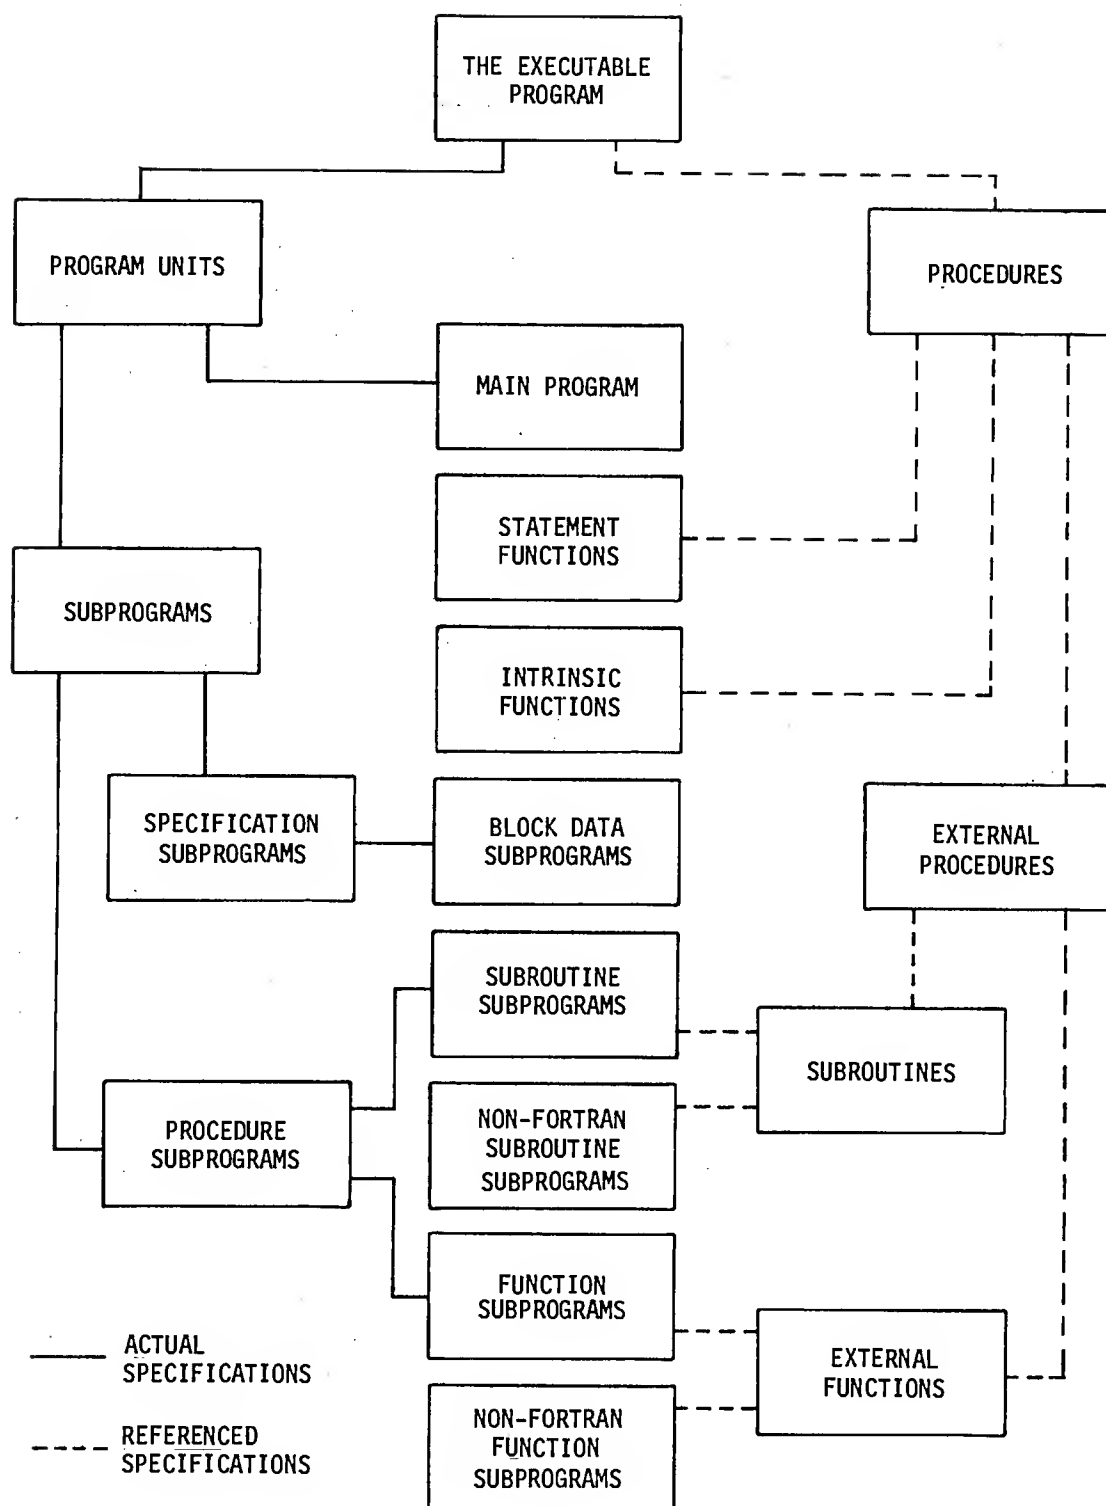 THE EXECUTABLE
PROGRAM
PROGRAM UNITS
PROCEDURES
MAIN PROGRAM
STATEMENT
FUNCTIONS
SUBPROGRAMS
INTRINSIC
FUNCTIONS
SPECIFICATION
SUBPROGRAMS
BLOCK DATA
SUBPROGRAMS
EXTERNAL
PROCEDURES
SUBROUTINE
SUBPROGRAMS
SUBROUTINES
PROCEDURE
SUBPROGRAMS
NON-FORTRAN
SUBROUTINE
SUBPROGRAMS
FUNCTION
SUBPROGRAMS
EXTERNAL
FUNCTIONS
NON-FORTRAN
FUNCTION
SUBPROGRAMS
ACTUAL
SPECIFICATIONS
REFERENCED
SPECIFICATIONS